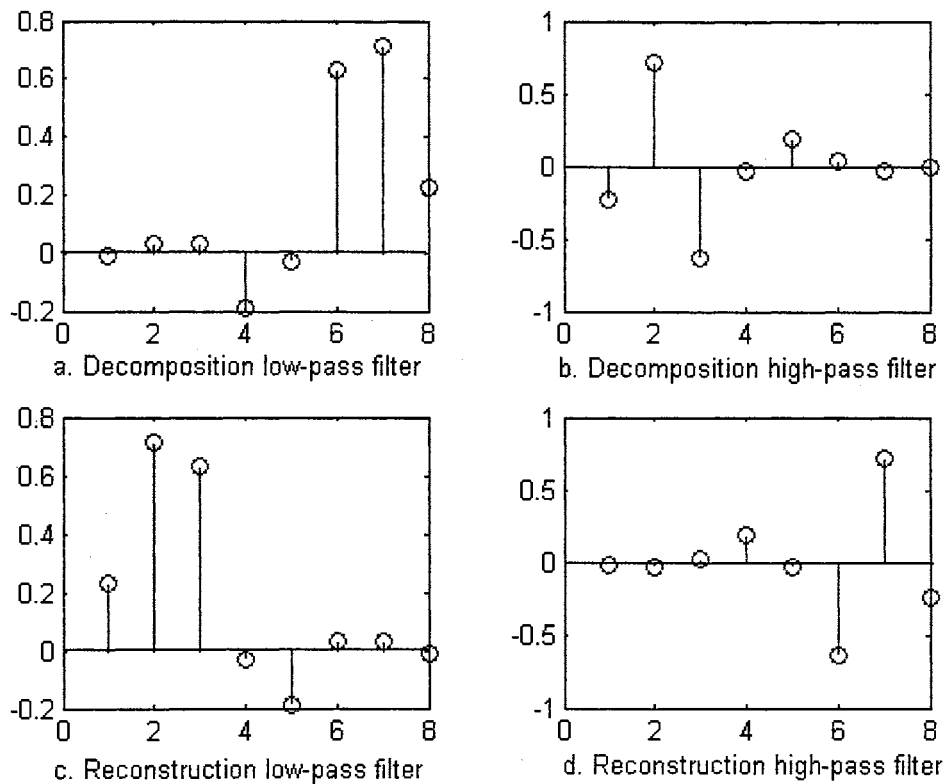 0.8
0.6
0.4
0.2
0
-0.2
0 2 4 6 8
a. Decomposition low-pass filter
1
0.5
0
-0.5
-1
0 2 4 6 8
b. Decomposition high-pass filter
0.8
0.6
0.4
0.2
0
-0.2
0 2 4 6 8
c. Reconstruction low-pass filter
1
0.5
0
-0.5
-1
0 2 4 6 8
d. Reconstruction high-pass filter